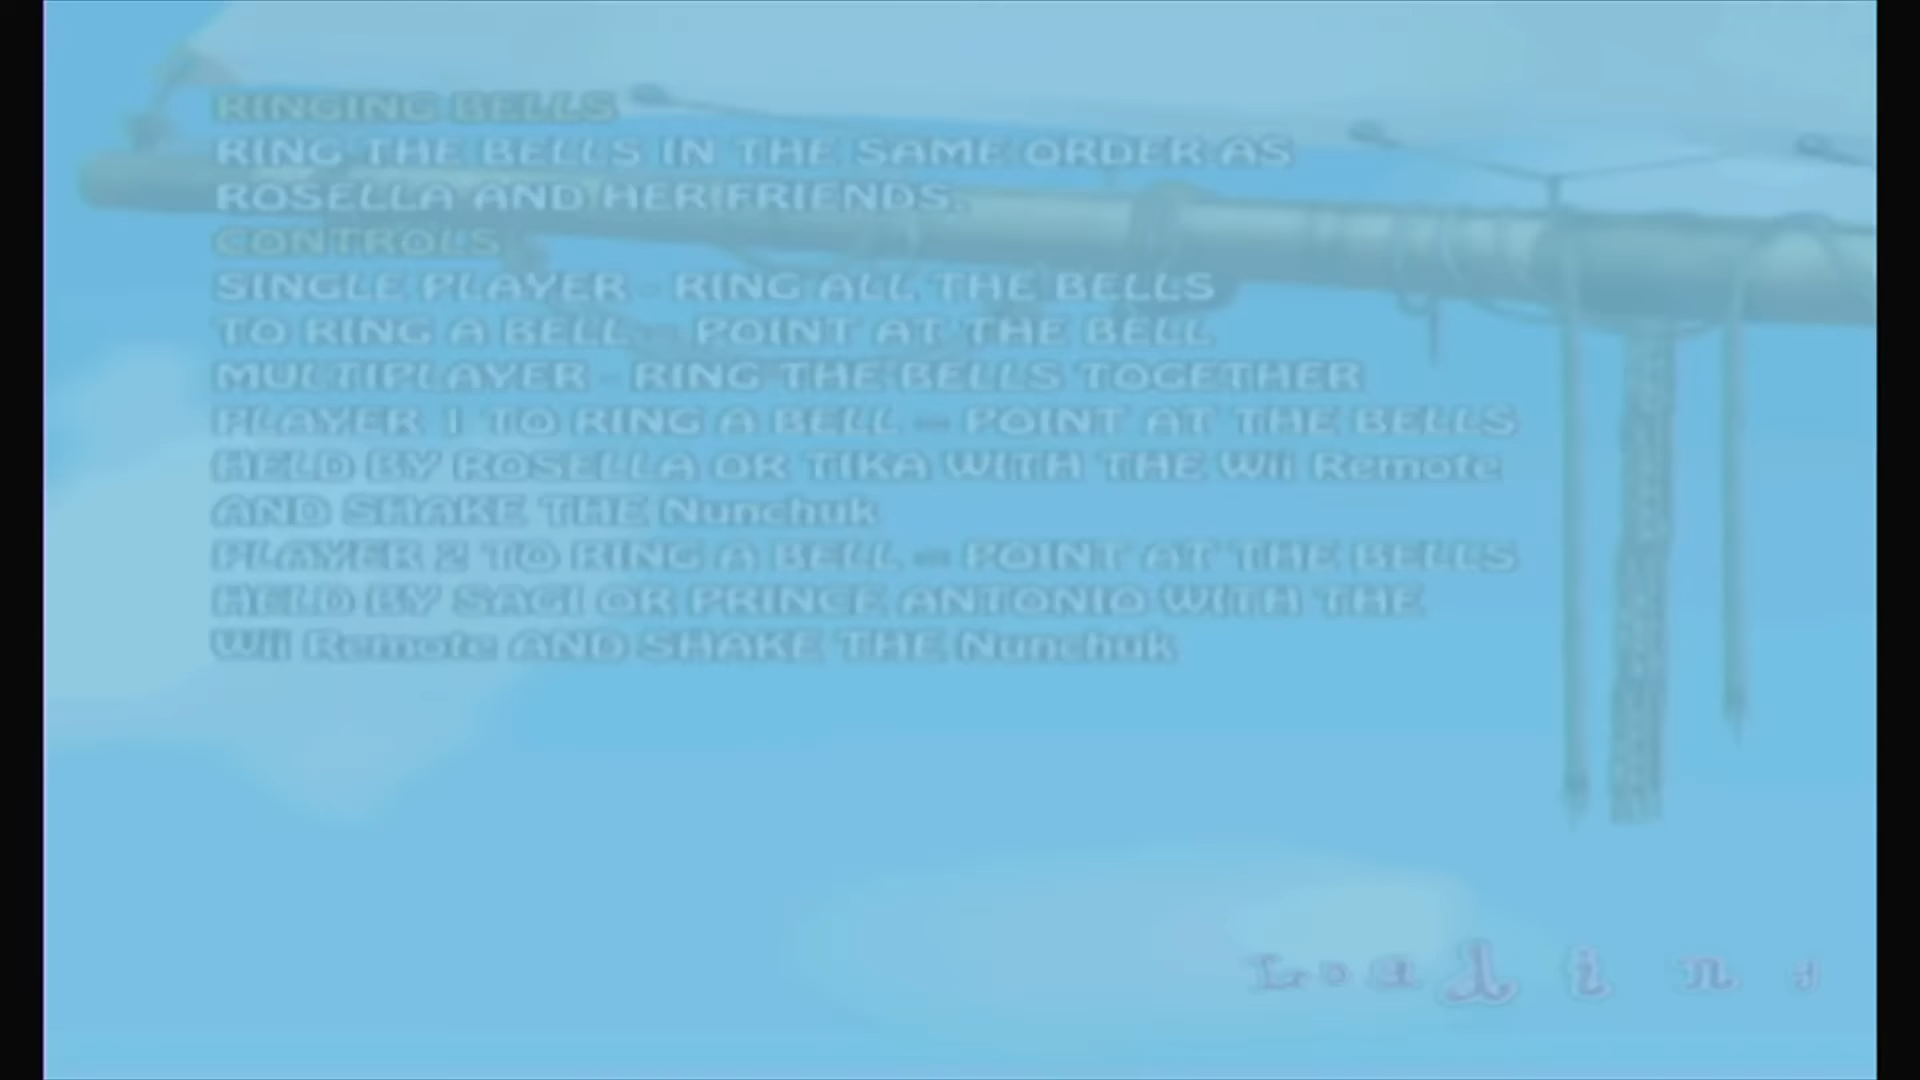 RINGING BELLS
RING THE BELLS IN THE SAME ORDER AS
ROSELLA AND HER FRIENDS.
CONTROLS
SINGLE PLAYER - RING ALL THE BELLS
TO RING A BELL - POINT AT THE BELL
MULTIPLAYER - RING THE BELLS TOGETHER
PLAYER 1 TO RING A BELL - POINT AT THE BELLS
HELD BY ROSELLA OR TIKA WITH THE Wii Remote
AND SHAKE THE Nunchuk
PLAYER 2 TO RING A BELL - POINT AT THE BELLS
HELD BY SAGI OR PRINCE ANTONIO WITH THE
Wii Remote AND SHAKE THE Nunchuk
Loading